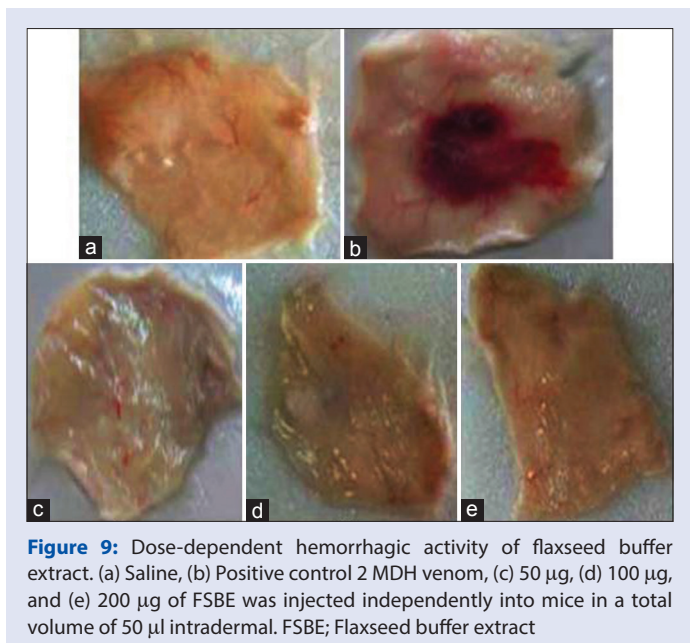 a
b
c
d
e
Figure 9: Dose-dependent hemorrhagic activity of flaxseed buffer
extract. (a) Saline, (b) Positive control 2 MDH venom, (c) 50 μg, (d) 100 μg,
and (e) 200 μg of FSBE was injected independently into mice in a total
volume of 50 μl intradermal. FSBE; Flaxseed buffer extract